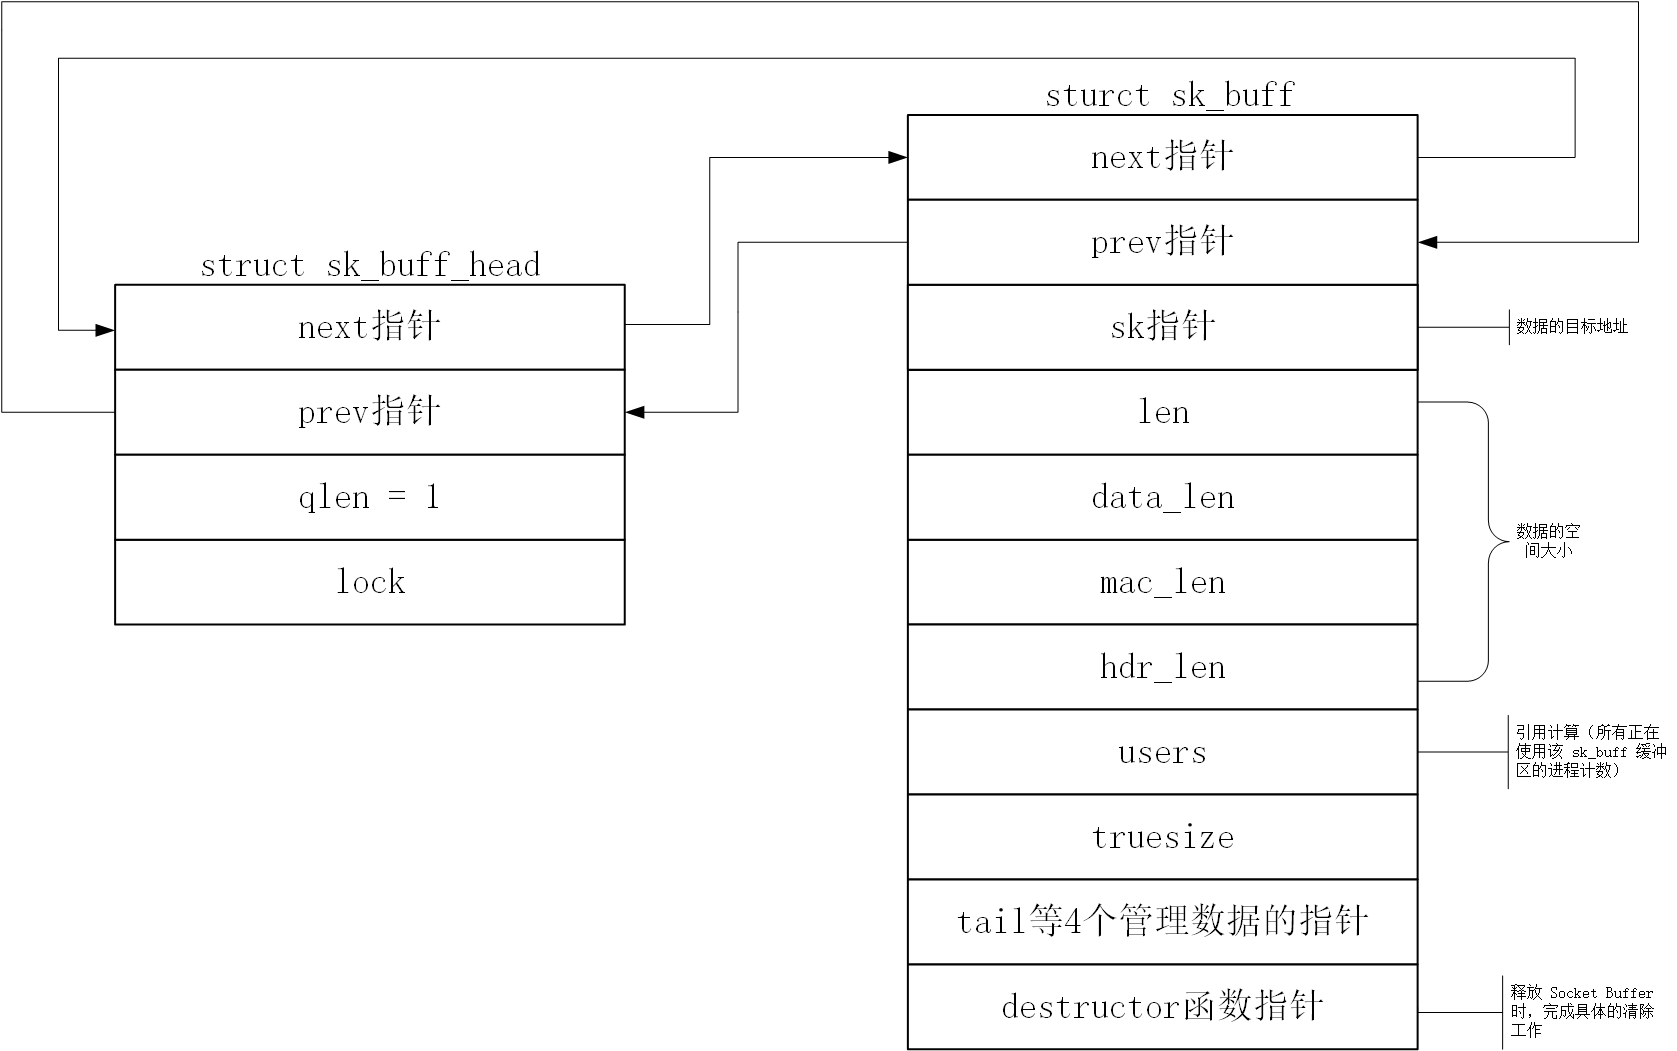 sturct sk_buff
next指针
prev指针
sk指针
len
data_len
mac_len
hdr_len
users
truesize
tail等4个管理数据的指针
destructor函数指针
struct sk_buff_head
next指针
prev指针
qlen = 1
lock
数据的目标地址
数据的空
间大小
引用计算（所有正在
使用该 sk_buff 缓冲
区的进程计数）
释放 Socket Buffer
时，完成具体的清除
工作